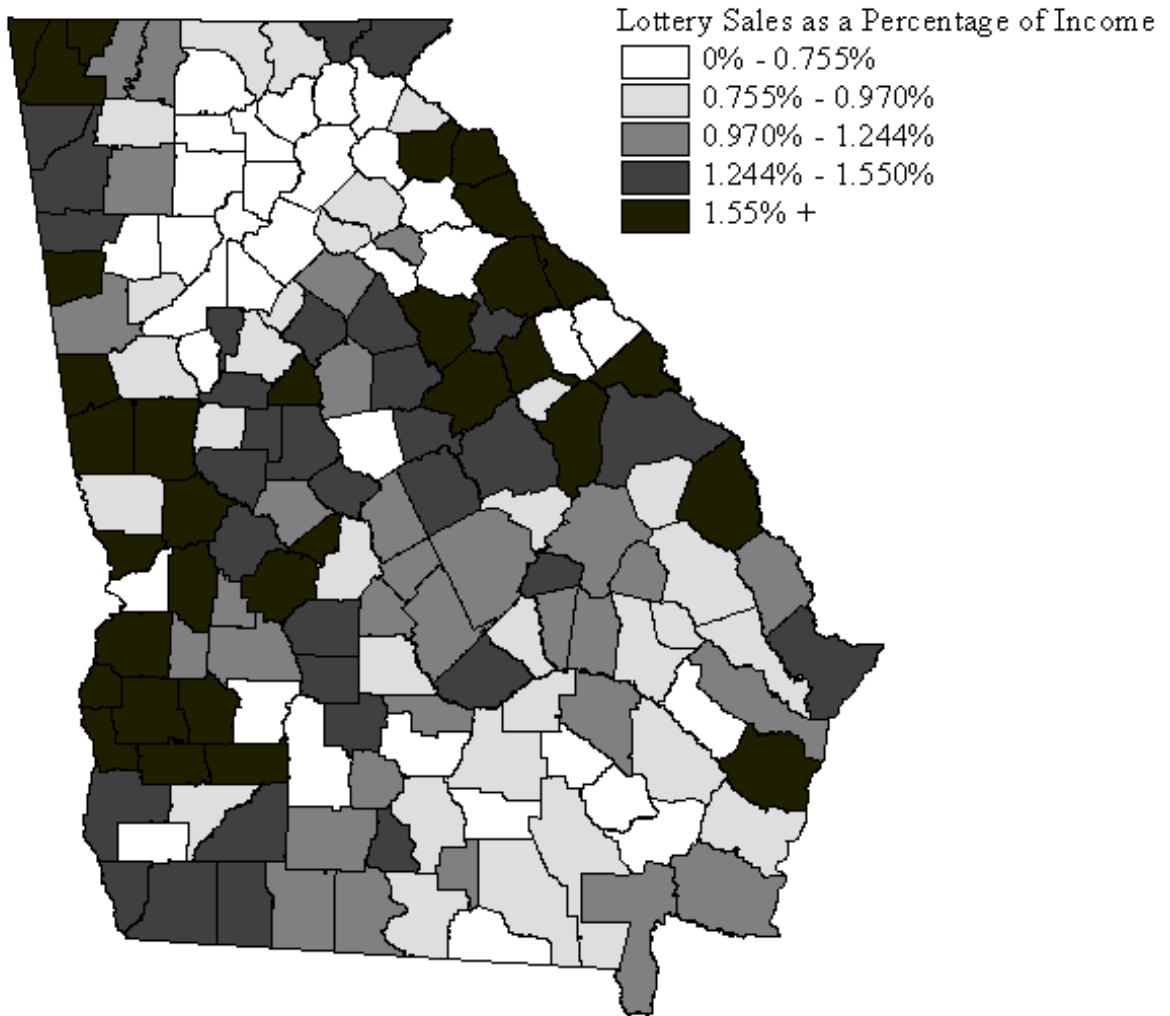 Lottery Sales as a Percentage of Income
0% - 0.755%
0.755% - 0.970%
0.970% - 1.244%
1.244% - 1.550%
1.55% +